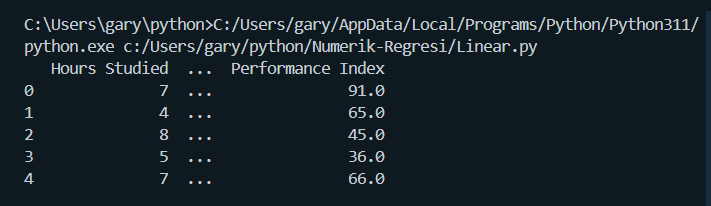 C:\Users\gary\python>C:/Users/gary/AppData/Local/Programs/Python/Python311/
python.exe c:/Users/gary/python/Numerik-Regresi/Linear.py
   Hours Studied  ...  Performance Index
0              7  ...               91.0
1              4  ...               65.0
2              8  ...               45.0
3              5  ...               36.0
4              7  ...               66.0